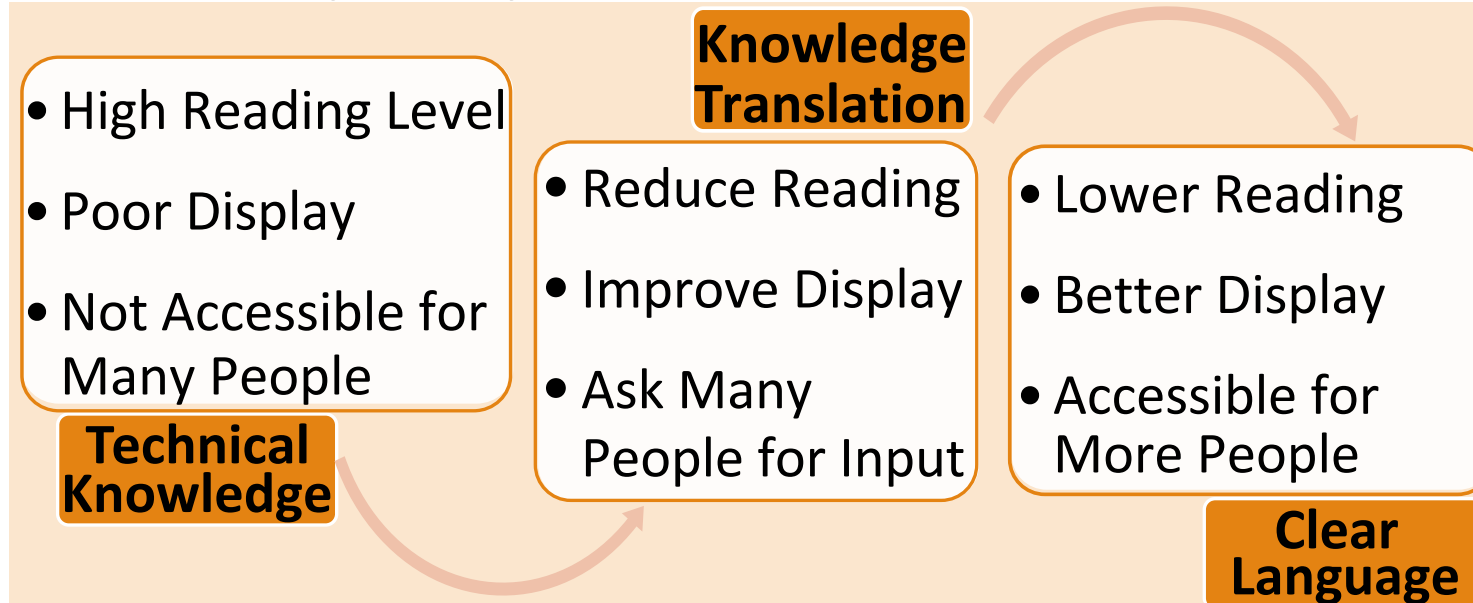 • High Reading Level
• Poor Display
• Not Accessible for
Many People
Technical
Knowledge
Knowledge
Translation
• Reduce Reading
• Improve Display
• Ask Many
People for Input
• Lower Reading
• Better Display
• Accessible for
More People
Clear
Language